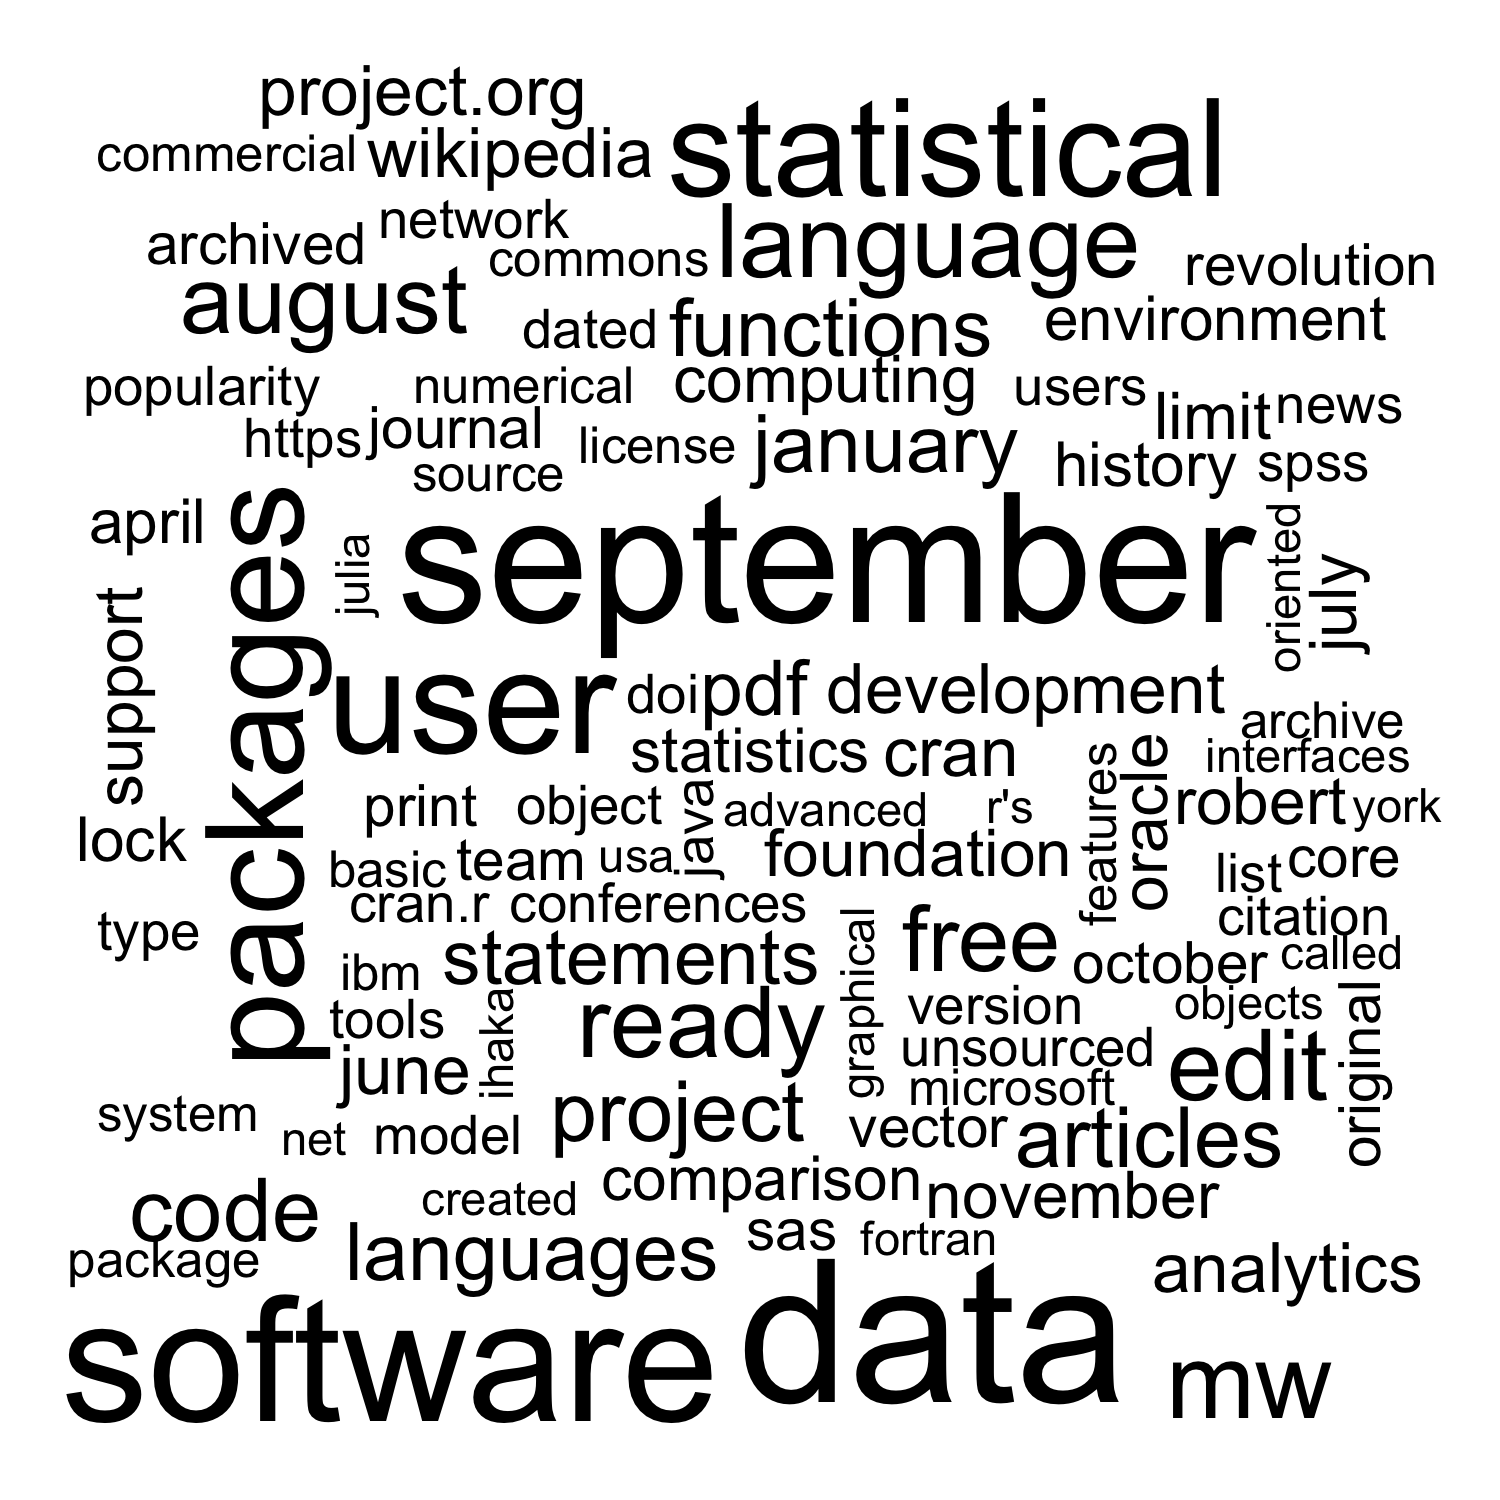 project.org
commercial wikipedia statistical
network
archived commons language revolution
august dated functions environment
popularity numerical computing users limit news
https journal license january history spss
source
april packages julia september oriented july
support user doi pdf development archive
statistics cran features oracle interfaces
print object java advanced r's robert york
lock basic team usa foundation list core
cran.r conferences citation
type ibm statements graphical free october called
tools ihaka ready version objects original
june unsourced edit
microsoft
system net model project vector articles
code created comparison november
package languages sas fortran analytics
software data mw